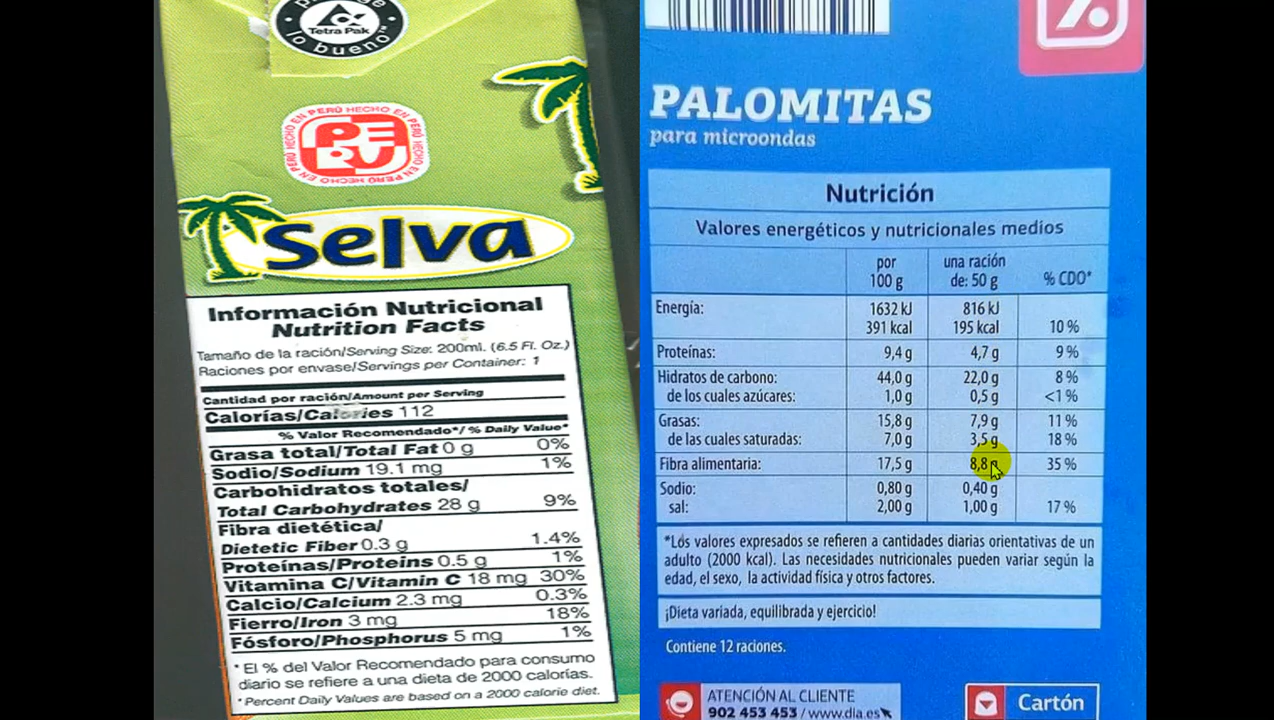 Tetra Pak
lo bueno
HECHO EN PERÚ HECHO EN PERÚ HECHO EN PERÚ HECHO
PE
RU
Selva
Información Nutricional
Nutrition Facts
Tamaño de la ración/Serving Size: 200ml. (6.5 Fl. Oz.)
Raciones por envase/Servings per Container: 1
Cantidad por ración/Amount per Serving
Calorías/Calories 112
% Valor Recomendado*/ % Daily Value*
Grasa total/Total Fat 0 g 0%
Sodio/Sodium 19.1 mg 1%
Carbohidratos totales/
Total Carbohydrates 28 g 9%
Fibra dietética/
Dietetic Fiber 0.3 g 1.4%
Proteínas/Proteins 0.5 g 1%
Vitamina C/Vitamin C 18 mg 30%
Calcio/Calcium 2.3 mg 0.3%
Fierro/Iron 3 mg 18%
Fósforo/Phosphorus 5 mg 1%
* El % del Valor Recomendado para consumo
diario se refiere a una dieta de 2000 calorías.
* Percent Daily Values are based on a 2000 calorie diet.
PALOMITAS
para microondas
Nutrición
Valores energéticos y nutricionales medios
por una ración
100 g de: 50 g % CDO*
Energía: 1632 kJ 816 kJ
391 kcal 195 kcal 10 %
Proteínas: 9,4 g 4,7 g 9 %
Hidratos de carbono: 44,0 g 22,0 g 8 %
de los cuales azúcares: 1,0 g 0,5 g <1 %
Grasas: 15,8 g 7,9 g 11 %
de las cuales saturadas: 7,0 g 3,5 g 18 %
Fibra alimentaria: 17,5 g 8,8 g 35 %
Sodio: 0,80 g 0,40 g
sal: 2,00 g 1,00 g 17 %
*Los valores expresados se refieren a cantidades diarias orientativas de un
adulto (2000 kcal). Las necesidades nutricionales pueden variar según la
edad, el sexo, la actividad física y otros factores.
¡Dieta variada, equilibrada y ejercicio!
Contiene 12 raciones.
ATENCIÓN AL CLIENTE
902 453 453 / www.dia.es
Cartón